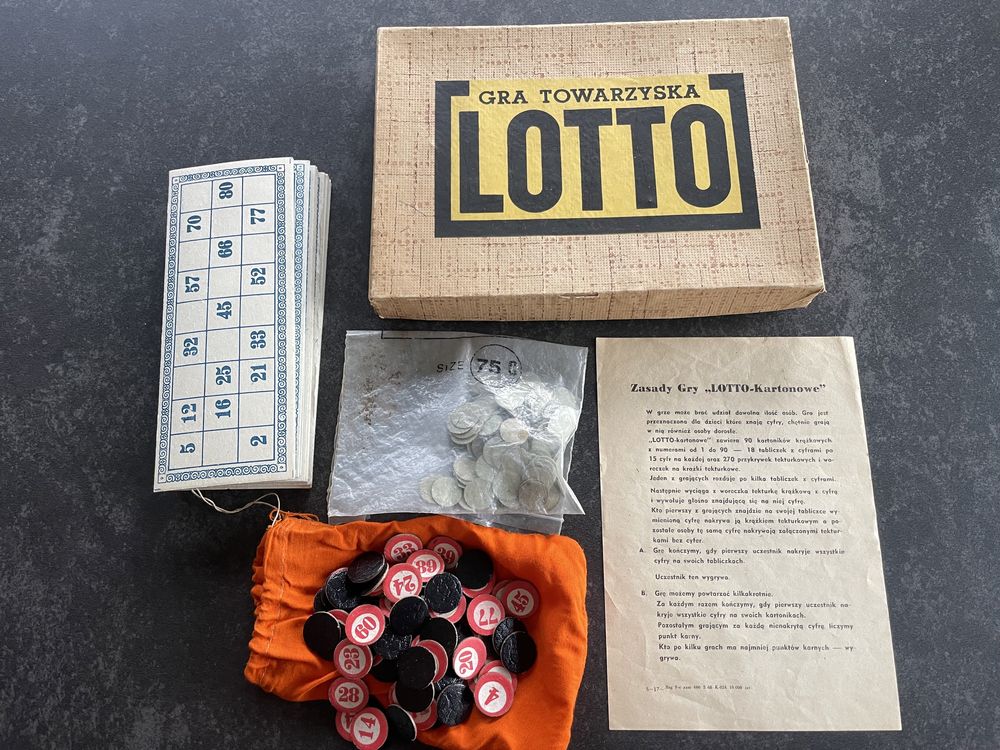 GRA TOWARZYSKA
LOTTO
80
70 77
66
57 52
45
32 33
25 21
12 16
5 2
SIZE 75
Zasady Gry „LOTTO-Kartonowe”
W grze może brać udział dowolna ilość osób. Gra jest
przeznaczona dla dzieci które znają cyfry, chętnie grają
w nią również osoby dorosłe.
„LOTTO-kartonowe” zawiera 90 kartoników krążkowych
z numerami od 1 do 90 — 18 tabliczek z cyframi po
15 cyfr na każdej oraz 270 przykrywek tekturkowych i wo-
reczek na krążki tekturkowe.
Jeden z grających rozdaje po kilka tabliczek z cyframi.
Następnie wyciąga z woreczka tekturkę krążkową z cyfrą
i wywołuje głośno znajdującą się na niej cyfrę.
Kto pierwszy z grających znajdzie na swojej tabliczce wy-
mienioną cyfrę nakrywa ją krążkiem tekturkowym a po-
zostałe osoby tę samą cyfrę nakrywają załączonymi tektur-
kami bez cyfer.
A. Grę kończymy, gdy pierwszy uczestnik nakryje wszystkie
cyfry na swoich tabliczkach.
Uczestnik ten wygrywa.
B. Grę możemy powtarzać kilkakrotnie.
Za każdym razem kończymy, gdy pierwszy uczestnik na-
kryje wszystkie cyfry na swoich kartonikach.
Pozostałym grającym za każdą nienakrytą cyfrę liczymy
punkt karny.
Kto po kilku grach ma najmniej punktów karnych — wy-
grywa.
33
39
89
24
45
60
77
23
20
28
4
14